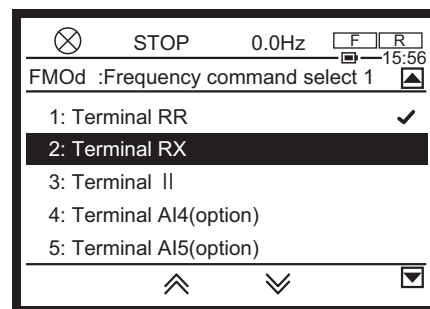 STOP 0.0Hz F R
15:56
FMOd :Frequency command select 1
1: Terminal RR
2: Terminal RX
3: Terminal II
4: Terminal AI4(option)
5: Terminal AI5(option)